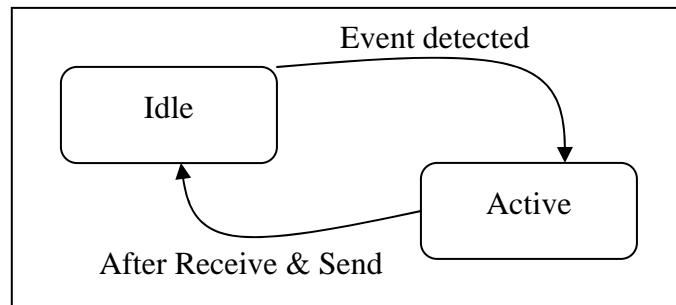 Event detected
Idle
Active
After Receive & Send